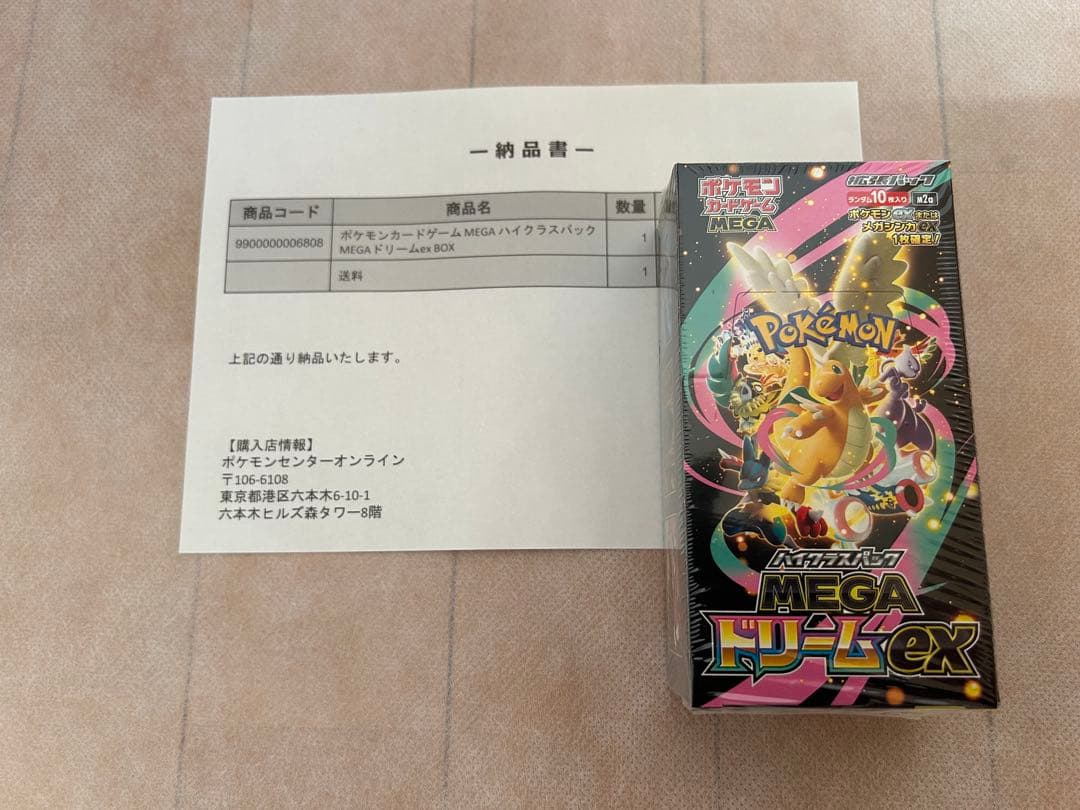 ー納品書ー
商品コード 商品名 数量
9900000006808 ポケモンカードゲーム MEGA ハイクラスパック 1
MEGAドリームex BOX
送料 1
上記の通り納品いたします。
【購入店情報】
ポケモンセンターオンライン
〒106-6108
東京都港区六本木6-10-1
六本木ヒルズ森タワー8階
ポケモン
カードゲーム
MEGA
拡張パック
ランダム10枚入り M2a
ポケモンexまたは
メガシンカex
1枚確定!
POKéMON
ハイクラスパック
MEGA
ドリームex